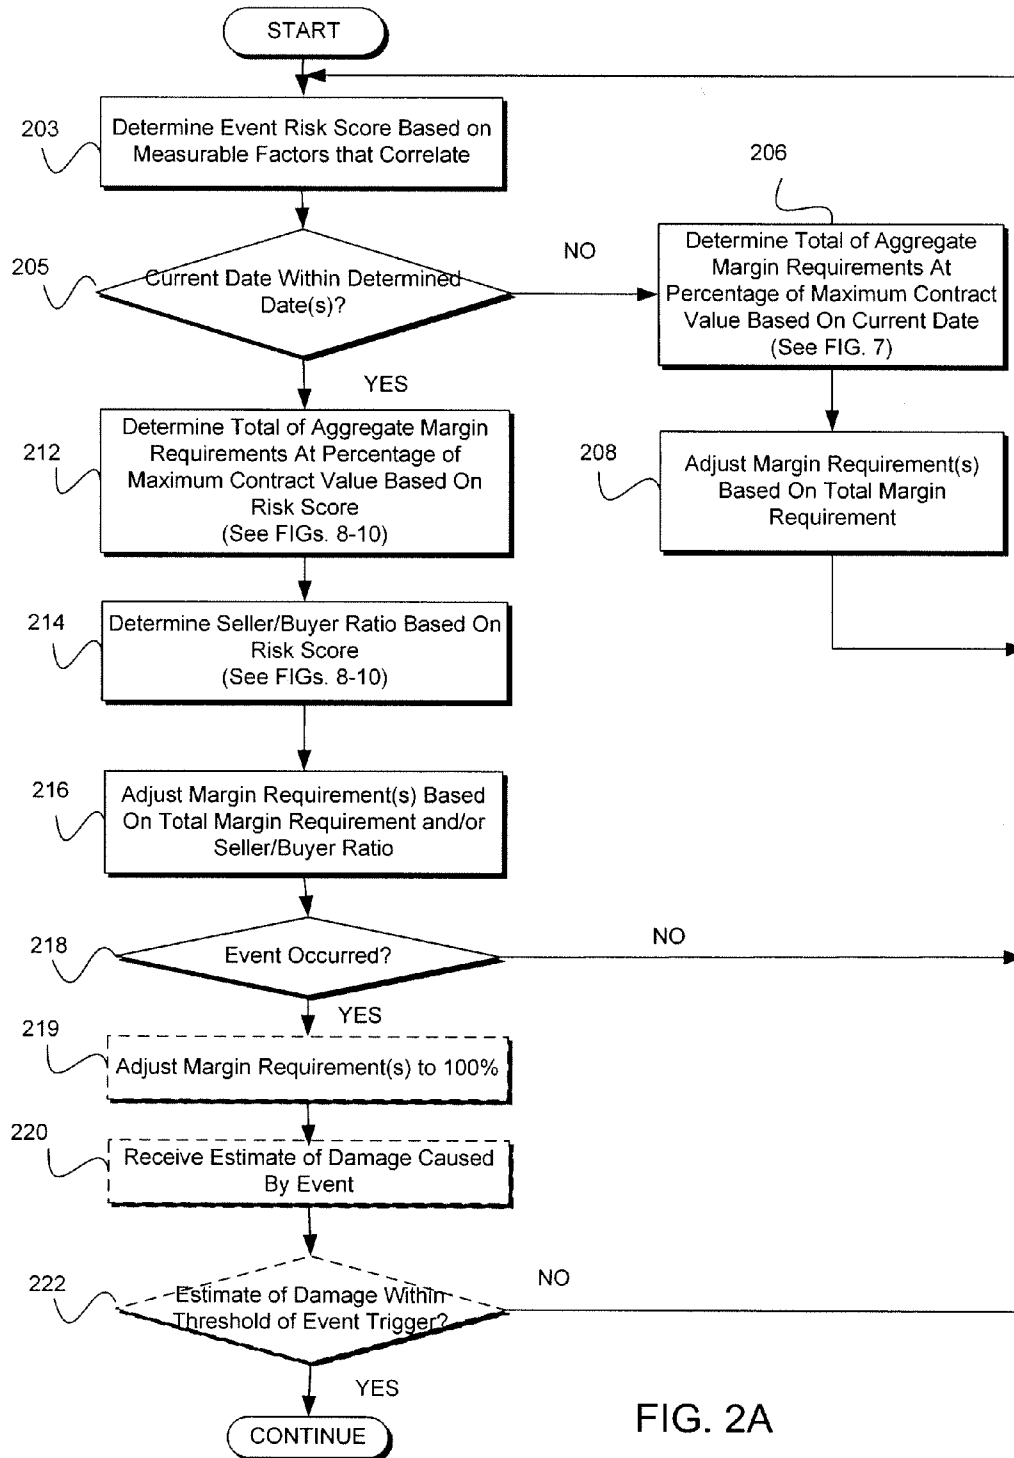 START
203
Determine Event Risk Score Based on
Measurable Factors that Correlate
205
Current Date Within Determined
Date(s)?
NO
206
Determine Total of Aggregate
Margin Requirements At
Percentage of Maximum Contract
Value Based On Current Date
(See FIG. 7)
YES
212
Determine Total of Aggregate Margin
Requirements At Percentage of
Maximum Contract Value Based On
Risk Score
(See FIGs. 8-10)
208
Adjust Margin Requirement(s)
Based On Total Margin
Requirement
214
Determine Seller/Buyer Ratio Based On
Risk Score
(See FIGs. 8-10)
216
Adjust Margin Requirement(s) Based
On Total Margin Requirement and/or
Seller/Buyer Ratio
218
Event Occurred?
NO
YES
219
Adjust Margin Requirement(s) to 100%
220
Receive Estimate of Damage Caused
By Event
222
Estimate of Damage Within
Threshold of Event Trigger?
NO
YES
CONTINUE
FIG. 2A